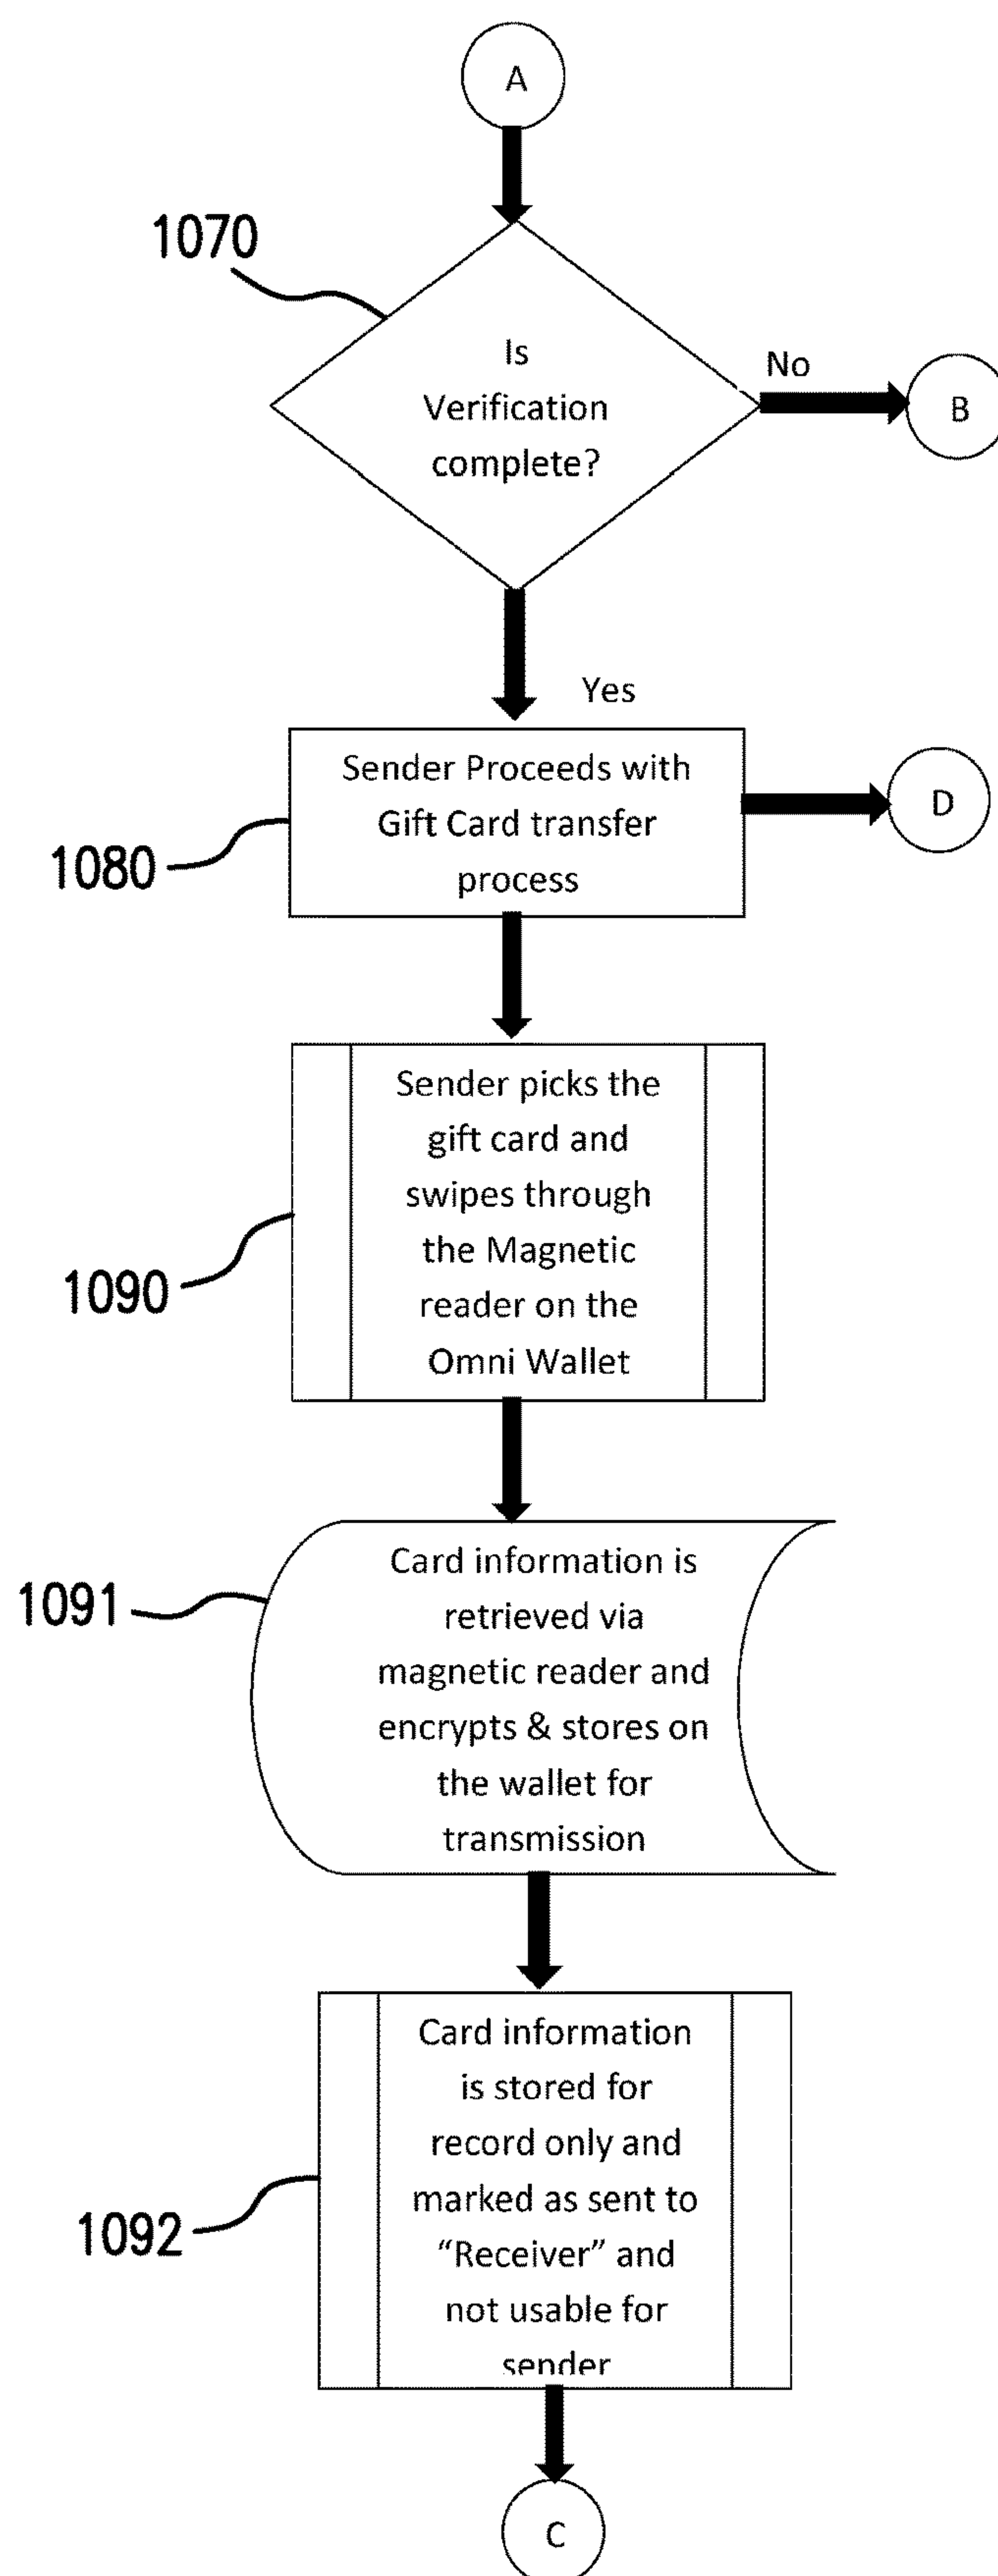 A
1070
Is
Verification
complete?
No
B
Yes
Sender Proceeds with
Gift Card transfer
process
D
1080
Sender picks the
gift card and
swipes through
the Magnetic
reader on the
Omni Wallet
1090
Card information is
retrieved via
magnetic reader and
encrypts & stores on
the wallet for
transmission
1091
Card information
is stored for
record only and
marked as sent to
“Receiver” and
not usable for
sender
1092
C